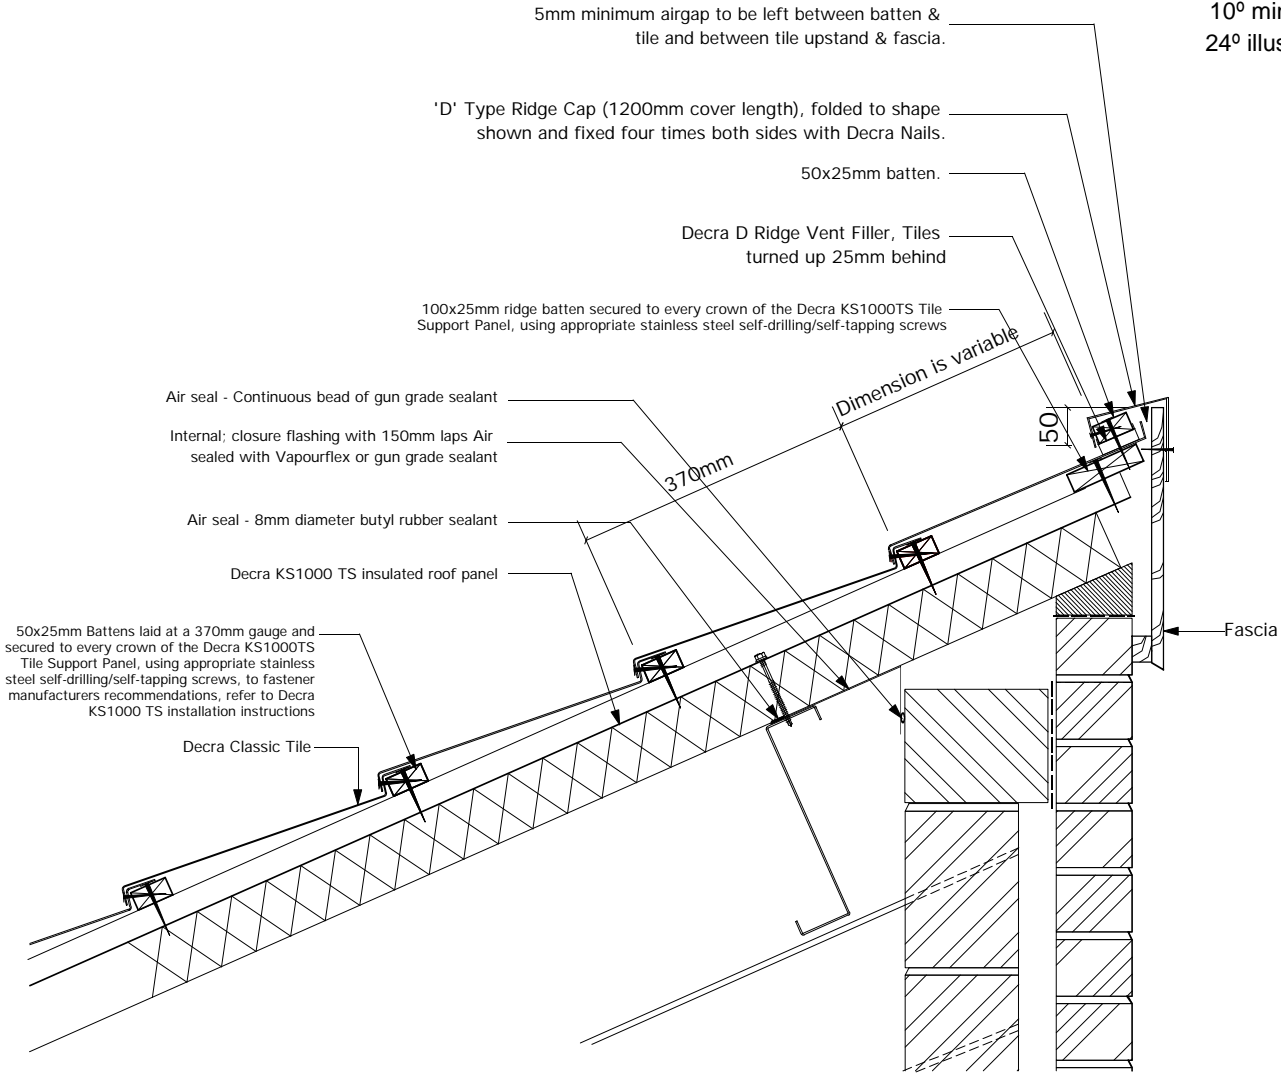 5mm minimum airgap to be left between batten &
tile and between tile upstand & fascia.
10º min
24º illus
'D' Type Ridge Cap (1200mm cover length), folded to shape
shown and fixed four times both sides with Decra Nails.
50x25mm batten.
Decra D Ridge Vent Filler, Tiles
turned up 25mm behind
100x25mm ridge batten secured to every crown of the Decra KS1000TS Tile
Support Panel, using appropriate stainless steel self-drilling/self-tapping screws
Dimension is variable
50
370mm
Air seal - Continuous bead of gun grade sealant
Internal; closure flashing with 150mm laps Air
sealed with Vapourflex or gun grade sealant
Air seal - 8mm diameter butyl rubber sealant
Decra KS1000 TS insulated roof panel
50x25mm Battens laid at a 370mm gauge and
secured to every crown of the Decra KS1000TS
Tile Support Panel, using appropriate stainless
steel self-drilling/self-tapping screws, to fastener
manufacturers recommendations, refer to Decra
KS1000 TS installation instructions
Decra Classic Tile
Fascia